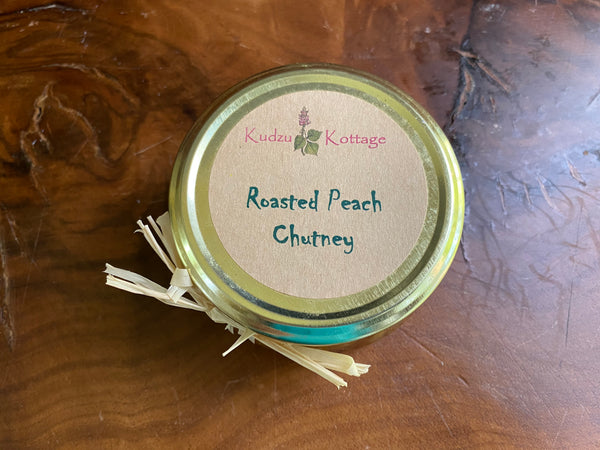 Kudzu Kottage
Roasted Peach
Chutney